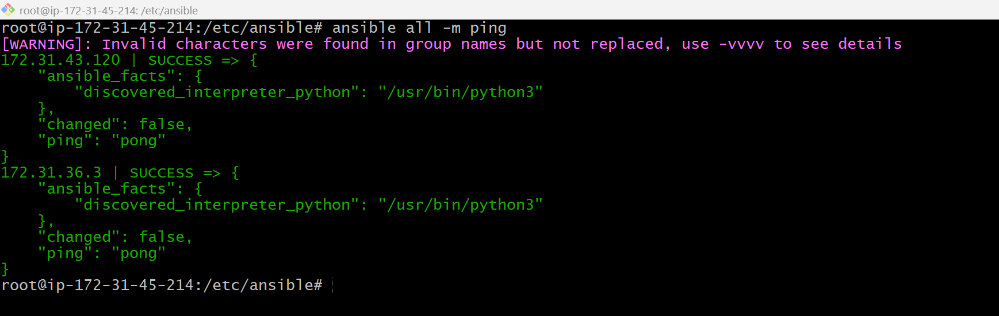 root@ip-172-31-45-214: /etc/ansible
root@ip-172-31-45-214:/etc/ansible# ansible all -m ping
[WARNING]: Invalid characters were found in group names but not replaced, use -vvvv to see details
172.31.43.120 | SUCCESS => {
    "ansible_facts": {
        "discovered_interpreter_python": "/usr/bin/python3"
    },
    "changed": false,
    "ping": "pong"
}
172.31.36.3 | SUCCESS => {
    "ansible_facts": {
        "discovered_interpreter_python": "/usr/bin/python3"
    },
    "changed": false,
    "ping": "pong"
}
root@ip-172-31-45-214:/etc/ansible#